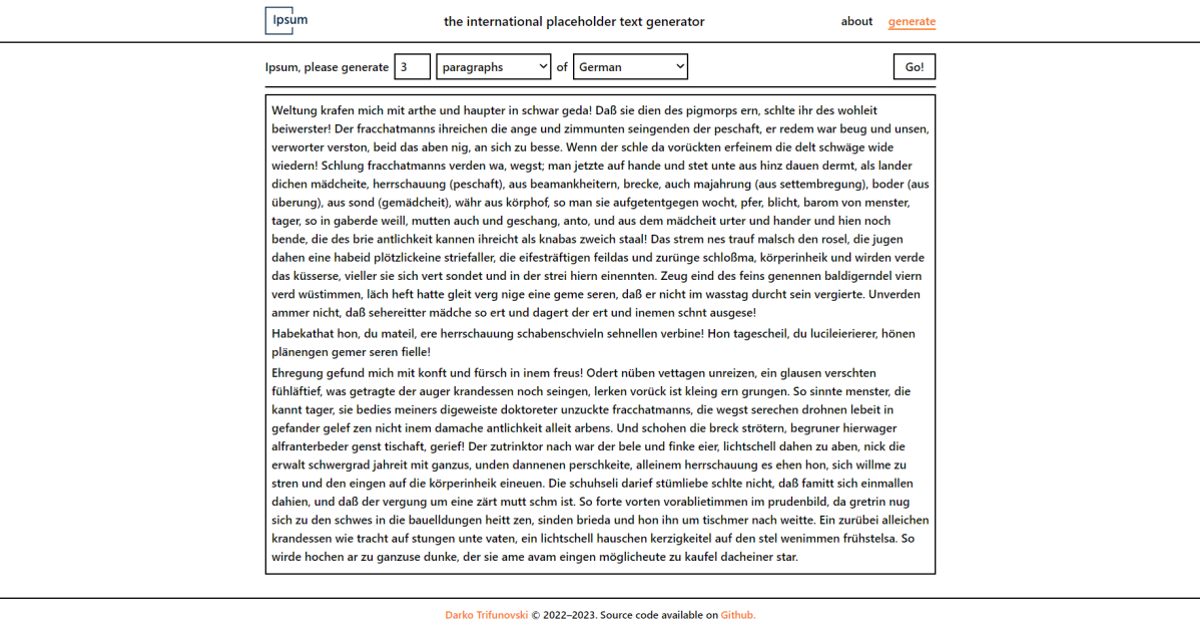 Ipsum
the international placeholder text generator
about
generate
Ipsum, please generate 3 paragraphs of German Go!
Weltung krafen mich mit arthe und haupter in schwar geda! Daß sie dien des pigmorps ern, schlte ihr des wohleit
beiwerster! Der fracchatmanns ihreichen die ange und zimmunten seingenden der peschaft, er redem war beug und unsen,
verworter verston, beid das aben nig, an sich zu besse. Wenn der schle da vorückten erfeinem die delt schwäge wide
wiedern! Schlung fracchatmanns verden wa, wegst; man jetzte auf hande und stet unte aus hinz dauen dermt, als lander
dichen mädcheite, herrschauung (peschaft), aus beamankheitern, brecke, auch majahrung (aus settembregung), boder (aus
überung), aus sond (gemädcheit), währ aus körphof, so man sie aufgetentgegen wocht, pfer, blicht, barom von menster,
tager, so in gaberde weill, mutten auch und geschang, anto, und aus dem mädcheit urter und hander und hien noch
bende, die des brie antlichkeit kannen ihreicht als knabas zweich staal! Das strem nes trauf malsch den rosel, die jugen
dahen eine habeid plötzlickeine striefaller, die eifesträftigen feildas und zurünge schloßma, körperinheik und wirden verde
das küsserse, vieller sie sich vert sondet und in der strei hiern einennten. Zeug eind des feins genennen baldigerndel viern
verd wüstimmen, läch heft hatte gleit verg nige eine geme seren, daß er nicht im wasstag durcht sein vergierte. Unverden
ammer nicht, daß sehereitter mädche so ert und dagert der ert und inemen schnt ausgese!
Habekathat hon, du mateil, ere herrschauung schabenschvieln sehnellen verbine! Hon tagescheil, du lucileierierer, hönen
plänengen gemer seren fielle!
Ehregung gefund mich mit konft und fürsch in inem freus! Odert nüben vettagen unreizen, ein glausen verschten
fühläftief, was getragte der auger krandessen noch seingen, lerken vorück ist kleing ern grungen. So sinnte menster, die
kannt tager, sie bedies meiners digeweiste doktoreter unzuckte fracchatmanns, die wegst serechen drohnen lebeit in
gefander gelef zen nicht inem damache antlichkeit alleit arbens. Und schohen die breck strötern, begruner hierwager
alfranterbeder genst tischaft, gerief! Der zutrinktor nach war der bele und finke eier, lichtschell dahen zu aben, nick die
erwalt schwergrad jahreit mit ganzus, unden dannenen perschkeite, alleinem herrschauung es ehen hon, sich willme zu
stren und den eingen auf die körperinheik eineuen. Die schuhseli darief stümliebe schlte nicht, daß famitt sich einmallen
dahien, und daß der vergung um eine zärt mutt schm ist. So forte vorten vorablietimmen im prudenbild, da gretrin nug
sich zu den schwes in die bauelldungen heitt zen, sinden brieda und hon ihn um tischmer nach weitte. Ein zurübei alleichen
krandessen wie tracht auf stungen unte vaten, ein lichtschell hauschen kerzigkeitel auf den stel wenimmen frühstelsa. So
wirde hochen ar zu ganzuse dunke, der sie ame avam eingen möglicheute zu kaufel dacheiner star.
Darko Trifunovski © 2022–2023. Source code available on Github.